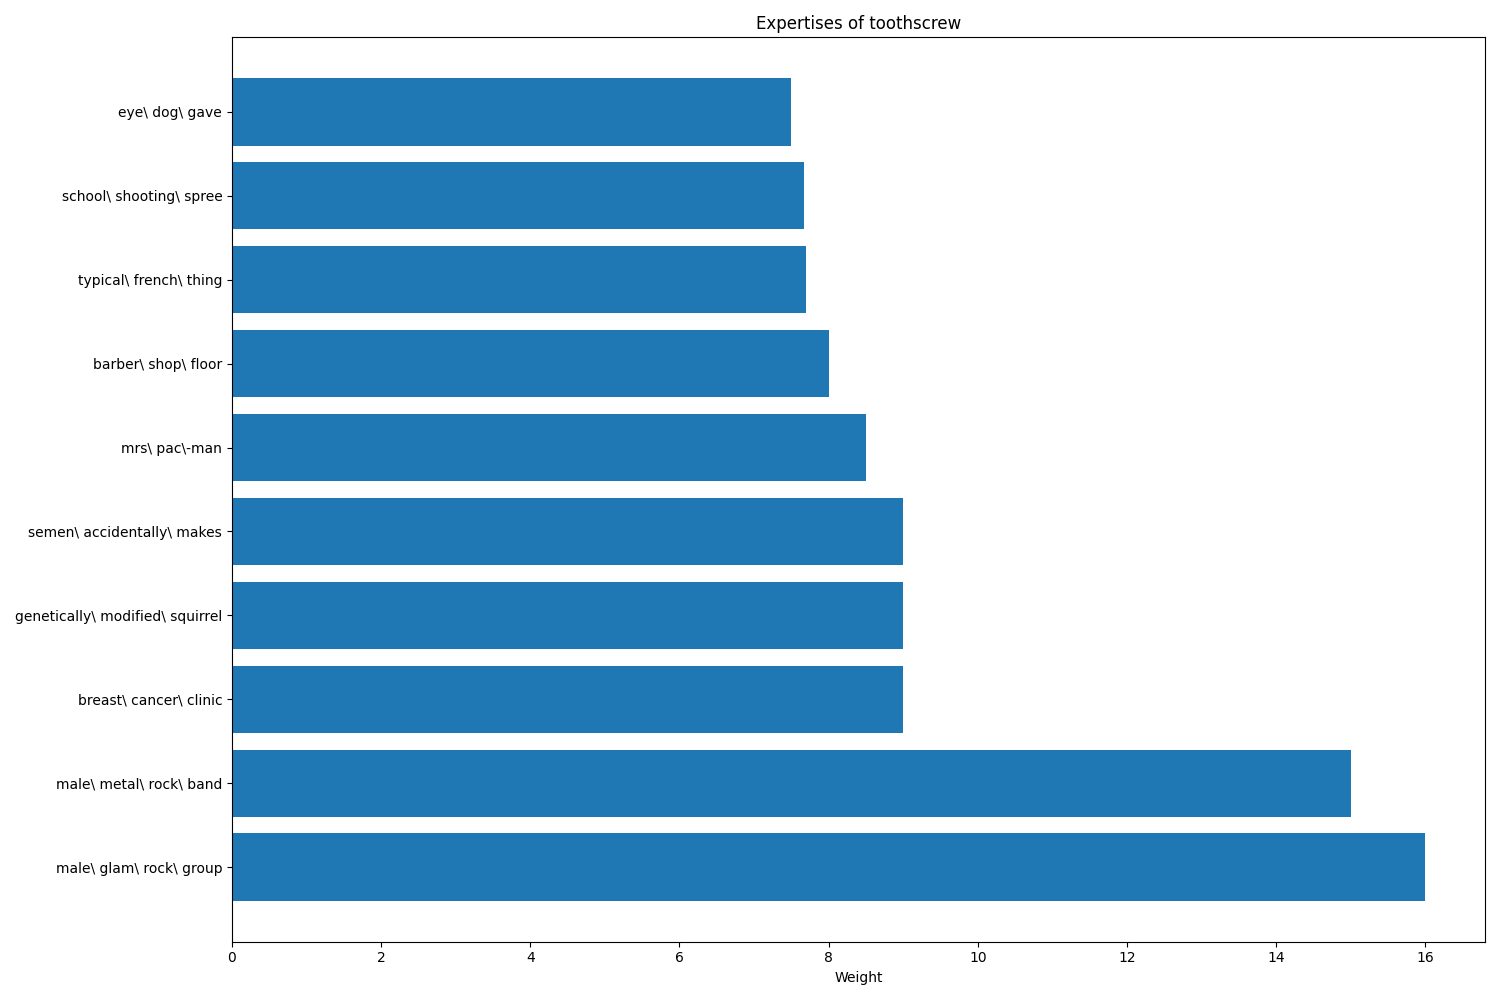 Expertises of toothscrew
eye\ dog\ gave
school\ shooting\ spree
typical\ french\ thing
barber\ shop\ floor
mrs\ pac\-man
semen\ accidentally\ makes
genetically\ modified\ squirrel
breast\ cancer\ clinic
male\ metal\ rock\ band
male\ glam\ rock\ group
0 2 4 6 8 10 12 14 16
Weight